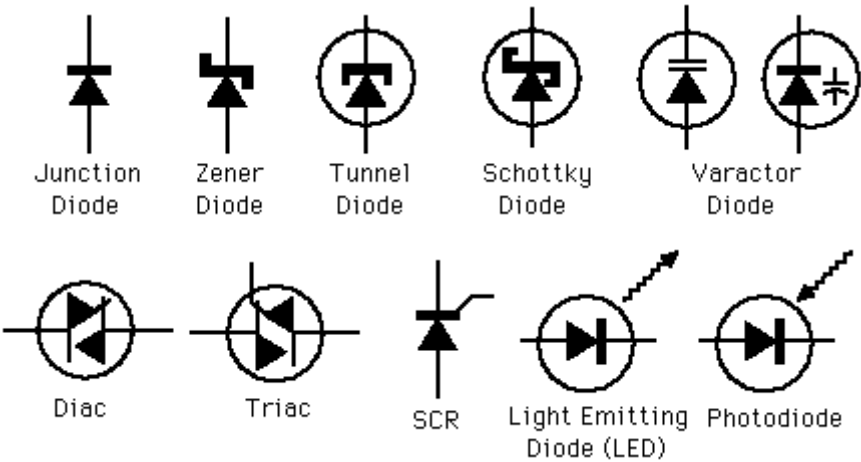 Junction Diode
Zener Diode
Tunnel Diode
Schottky Diode
Varactor Diode
Diac
Triac
SCR
Light Emitting
Diode (LED)
Photodiode